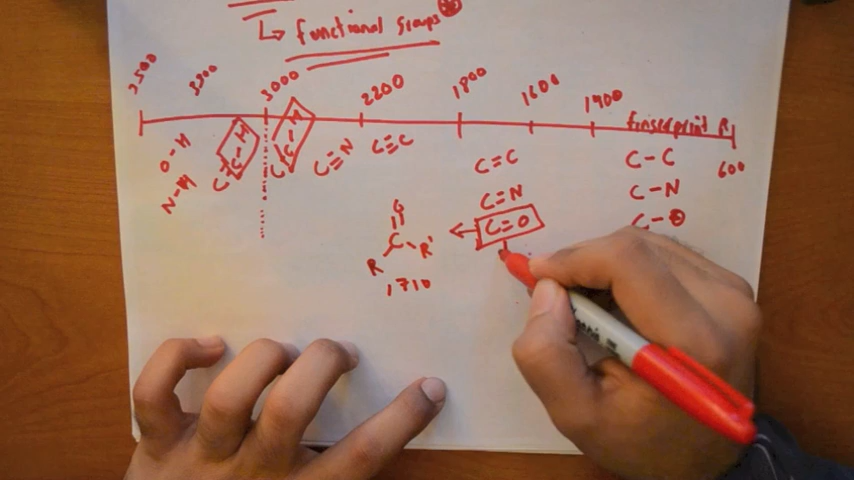 ↳ functional groups
3500 3300 3000 2200 1800 1600 1400
fingerprint R
600
O-H
N-H
C=C-H
C-C-H
C≡N
C≡C
C=C
C=N
C=O
C-C
C-N
C-O
O
C
R R'
1710